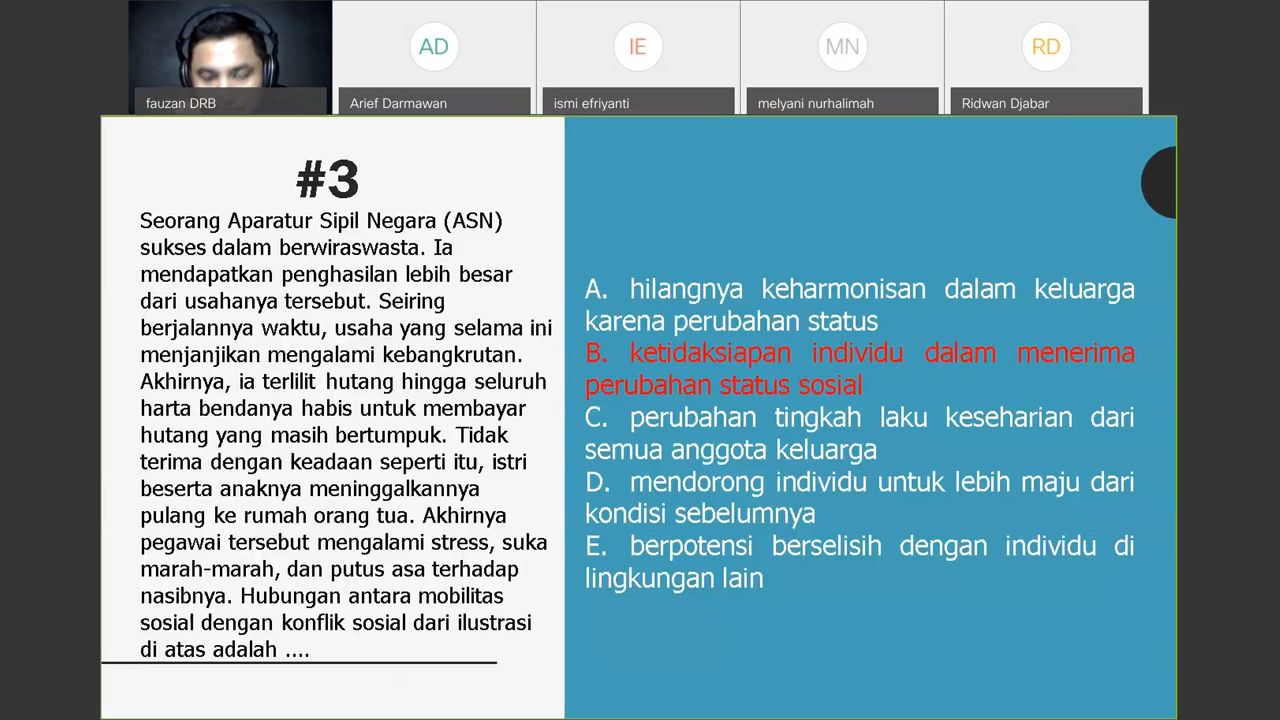 AD
IE
MN
RD
fauzan DRB
Arief Darmawan
ismi efriyanti
melyani nurhalimah
Ridwan Djabar
#3
Seorang Aparatur Sipil Negara (ASN)
sukses dalam berwiraswasta. Ia
mendapatkan penghasilan lebih besar
dari usahanya tersebut. Seiring
berjalannya waktu, usaha yang selama ini
menjanjikan mengalami kebangkrutan.
Akhirnya, ia terlilit hutang hingga seluruh
harta bendanya habis untuk membayar
hutang yang masih bertumpuk. Tidak
terima dengan keadaan seperti itu, istri
beserta anaknya meninggalkannya
pulang ke rumah orang tua. Akhirnya
pegawai tersebut mengalami stress, suka
marah-marah, dan putus asa terhadap
nasibnya. Hubungan antara mobilitas
sosial dengan konflik sosial dari ilustrasi
di atas adalah ....
A. hilangnya keharmonisan dalam keluarga
karena perubahan status
B. ketidaksiapan individu dalam menerima
perubahan status sosial
C. perubahan tingkah laku keseharian dari
semua anggota keluarga
D. mendorong individu untuk lebih maju dari
kondisi sebelumnya
E. berpotensi berselisih dengan individu di
lingkungan lain